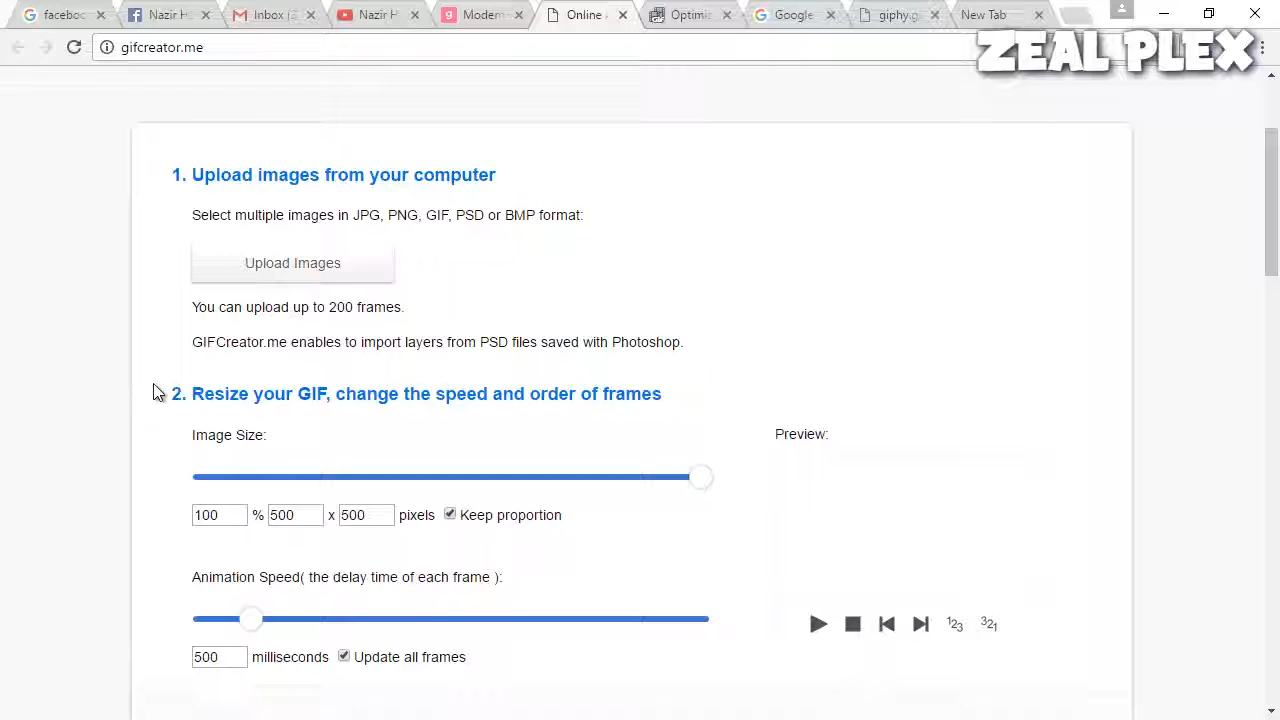 faceboc
Nazir H
Inbox (
Nazir H
Modern
Online
Optimi
Google
giphy.g
New Tab
gifcreator.me
ZEAL PLEX
1. Upload images from your computer
Select multiple images in JPG, PNG, GIF, PSD or BMP format:
Upload Images
You can upload up to 200 frames.
GIFCreator.me enables to import layers from PSD files saved with Photoshop.
2. Resize your GIF, change the speed and order of frames
Image Size:
Preview:
100 % 500 x 500 pixels Keep proportion
Animation Speed( the delay time of each frame ):
123 321
500 milliseconds Update all frames